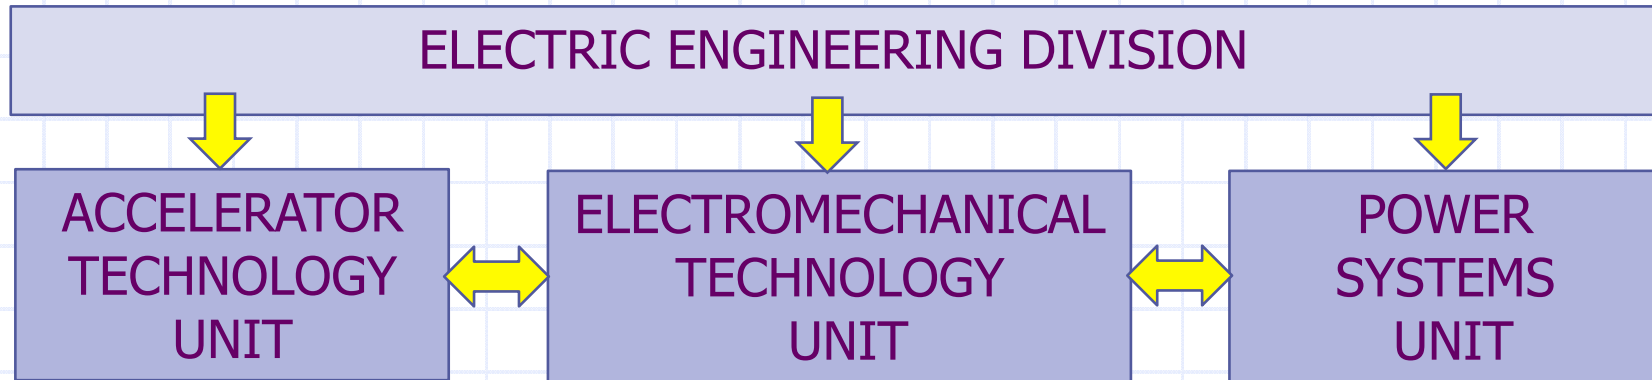 ELECTRIC ENGINEERING DIVISION
ACCELERATOR
TECHNOLOGY
UNIT
ELECTROMECHANICAL
TECHNOLOGY
UNIT
POWER
SYSTEMS
UNIT